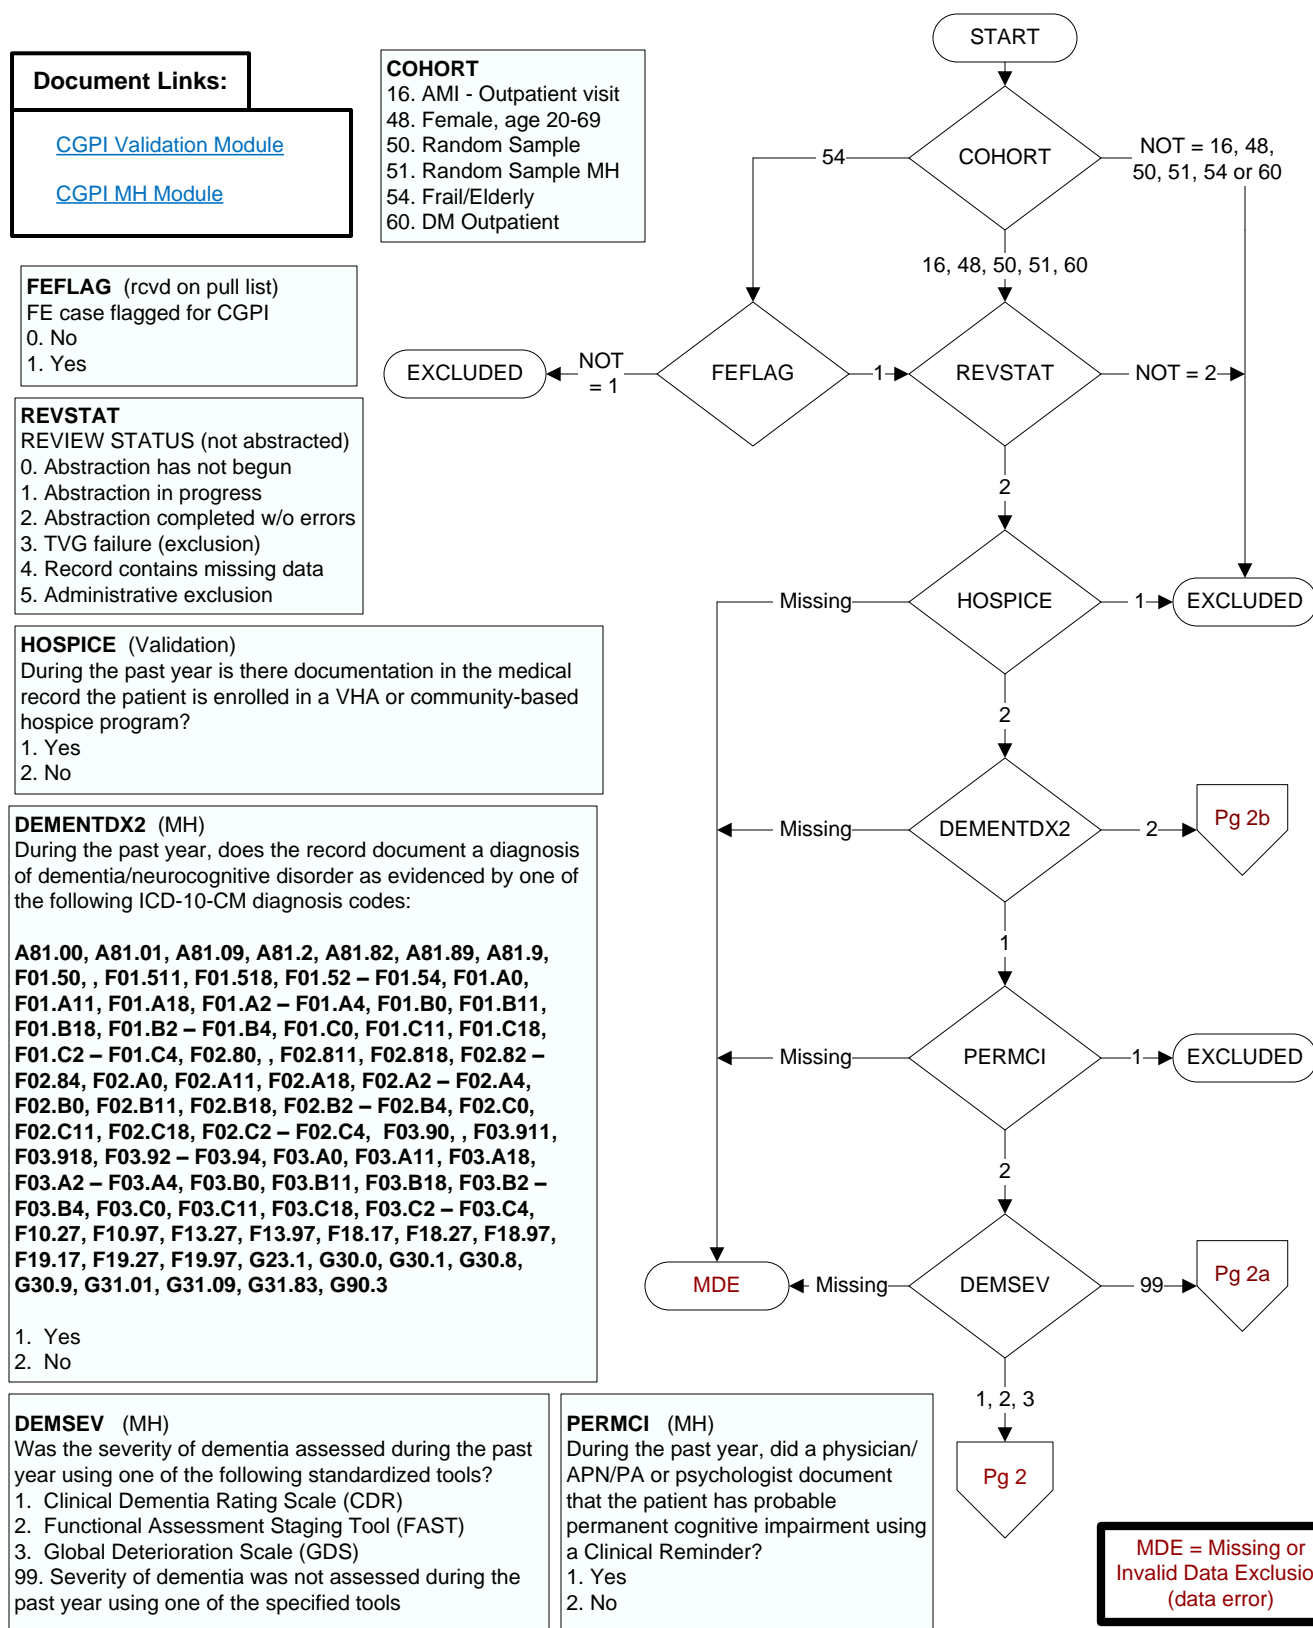 Document Links:
CGPI Validation Module
CGPI MH Module
COHORT
16. AMI - Outpatient visit
48. Female, age 20-69
50. Random Sample
51. Random Sample MH
54. Frail/Elderly
60. DM Outpatient
FEFLAG (rcvd on pull list)
FE case flagged for CGPI
0. No
1. Yes
REVSTAT
REVIEW STATUS (not abstracted)
0. Abstraction has not begun
1. Abstraction in progress
2. Abstraction completed w/o errors
3. TVG failure (exclusion)
4. Record contains missing data
5. Administrative exclusion
HOSPICE (Validation)
During the past year is there documentation in the medical
record the patient is enrolled in a VHA or community-based
hospice program?
1. Yes
2. No
DEMENTDX2 (MH)
During the past year, does the record document a diagnosis
of dementia/neurocognitive disorder as evidenced by one of
the following ICD-10-CM diagnosis codes:
A81.00, A81.01, A81.09, A81.2, A81.82, A81.89, A81.9,
F01.50, , F01.511, F01.518, F01.52 – F01.54, F01.A0,
F01.A11, F01.A18, F01.A2 – F01.A4, F01.B0, F01.B11,
F01.B18, F01.B2 – F01.B4, F01.C0, F01.C11, F01.C18,
F01.C2 – F01.C4, F02.80, , F02.811, F02.818, F02.82 –
F02.84, F02.A0, F02.A11, F02.A18, F02.A2 – F02.A4,
F02.B0, F02.B11, F02.B18, F02.B2 – F02.B4, F02.C0,
F02.C11, F02.C18, F02.C2 – F02.C4, F03.90, , F03.911,
F03.918, F03.92 – F03.94, F03.A0, F03.A11, F03.A18,
F03.A2 – F03.A4, F03.B0, F03.B11, F03.B18, F03.B2 –
F03.B4, F03.C0, F03.C11, F03.C18, F03.C2 – F03.C4,
F10.27, F10.97, F13.27, F13.97, F18.17, F18.27, F18.97,
F19.17, F19.27, F19.97, G23.1, G30.0, G30.1, G30.8,
G30.9, G31.01, G31.09, G31.83, G90.3
1. Yes
2. No
DEMSEV (MH)
Was the severity of dementia assessed during the past
year using one of the following standardized tools?
1. Clinical Dementia Rating Scale (CDR)
2. Functional Assessment Staging Tool (FAST)
3. Global Deterioration Scale (GDS)
99. Severity of dementia was not assessed during the
past year using one of the specified tools
PERMCI (MH)
During the past year, did a physician/
APN/PA or psychologist document
that the patient has probable
permanent cognitive impairment using
a Clinical Reminder?
1. Yes
2. No
START
COHORT
54
NOT = 16, 48,
50, 51, 54 or 60
16, 48, 50, 51, 60
EXCLUDED
NOT
= 1
FEFLAG
1
REVSTAT
NOT = 2
2
Missing
HOSPICE
1
EXCLUDED
2
Missing
DEMENTDX2
2
Pg 2b
1
Missing
PERMCI
1
EXCLUDED
2
MDE
Missing
DEMSEV
99
Pg 2a
1, 2, 3
Pg 2
MDE = Missing or
Invalid Data Exclusio
(data error)